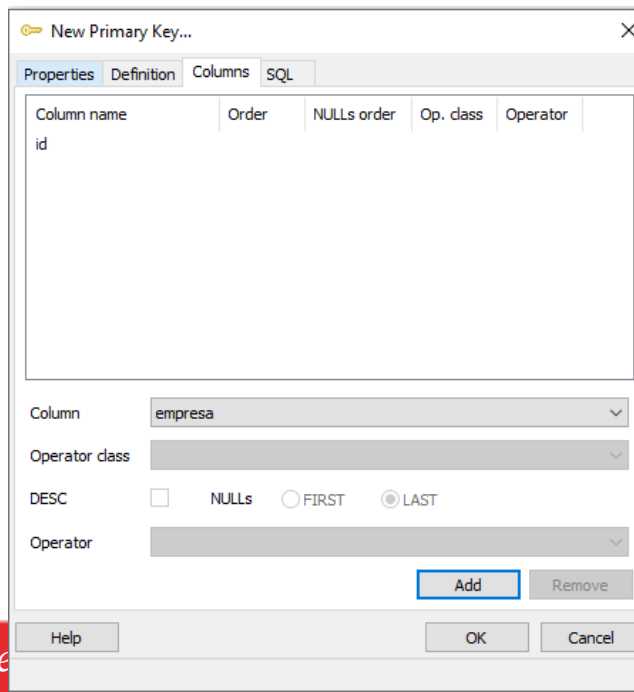 New Primary Key...
Properties Definition Columns SQL
Column name Order NULLs order Op. class Operator
id
Column empresa
Operator class
DESC NULLs FIRST LAST
Operator
Add Remove
Help OK Cancel
e